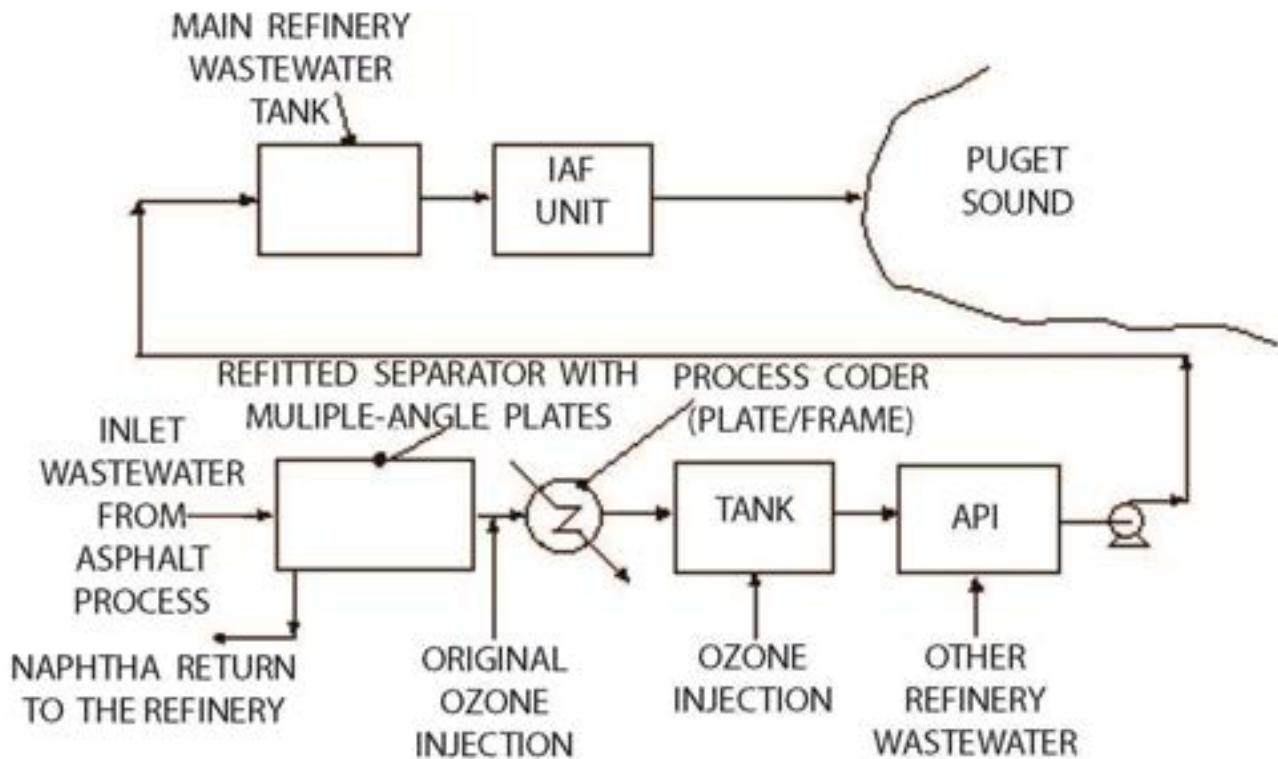 MAIN REFINERY
WASTEWATER
TANK
IAF
UNIT
PUGET
SOUND
REFITTED SEPARATOR WITH
MULIPLE-ANGLE PLATES
PROCESS CODER
(PLATE/FRAME)
INLET
WASTEWATER
FROM
ASPHALT
PROCESS
TANK
API
NAPHTHA RETURN
TO THE REFINERY
ORIGINAL
OZONE
INJECTION
OZONE
INJECTION
OTHER
REFINERY
WASTEWATER